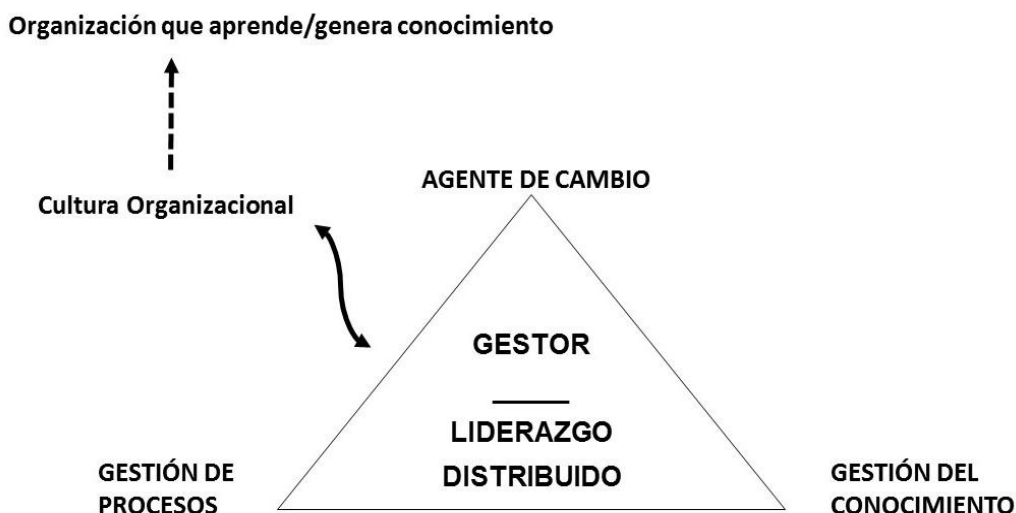 Organización que aprende/genera conocimiento
AGENTE DE CAMBIO
Cultura Organizacional
GESTOR
LIDERAZGO
DISTRIBUIDO
GESTIÓN DE
PROCESOS
GESTIÓN DEL
CONOCIMIENTO